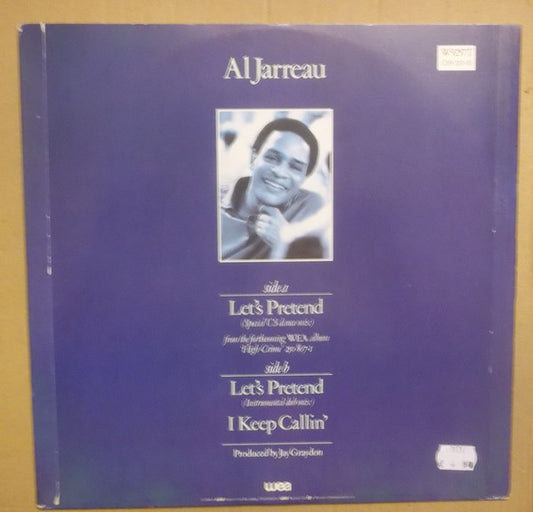 Al Jarreau
side a
Let's Pretend
(Special US dance mix)
from the forthcoming WEA album
'High Crime'
side b
Let's Pretend
(Instrumental dub mix)
I Keep Callin'
Produced by Jay Graydon
wea